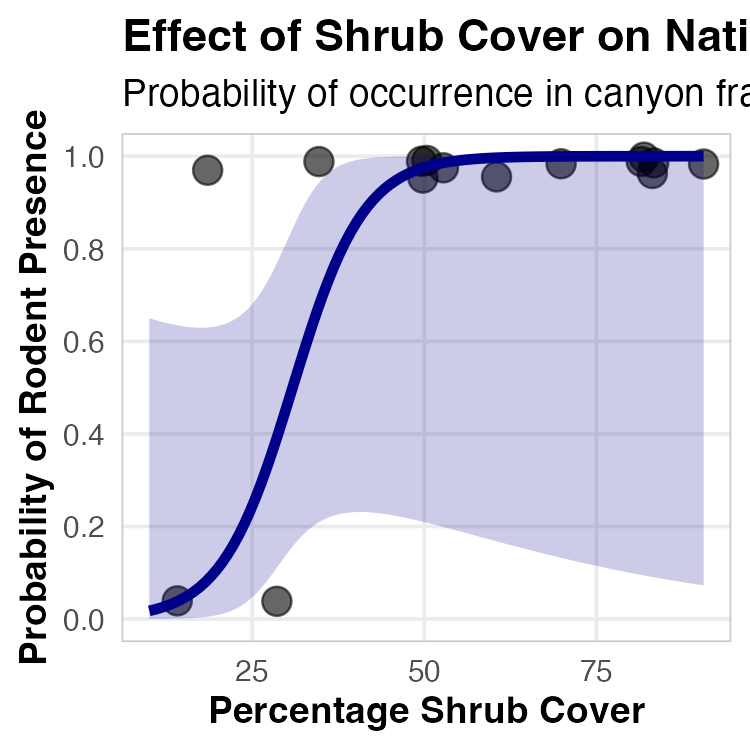 Effect of Shrub Cover on Nati
Probability of occurrence in canyon fra
Probability of Rodent Presence
1.0
0.8
0.6
0.4
0.2
0.0
25 50 75
Percentage Shrub Cover